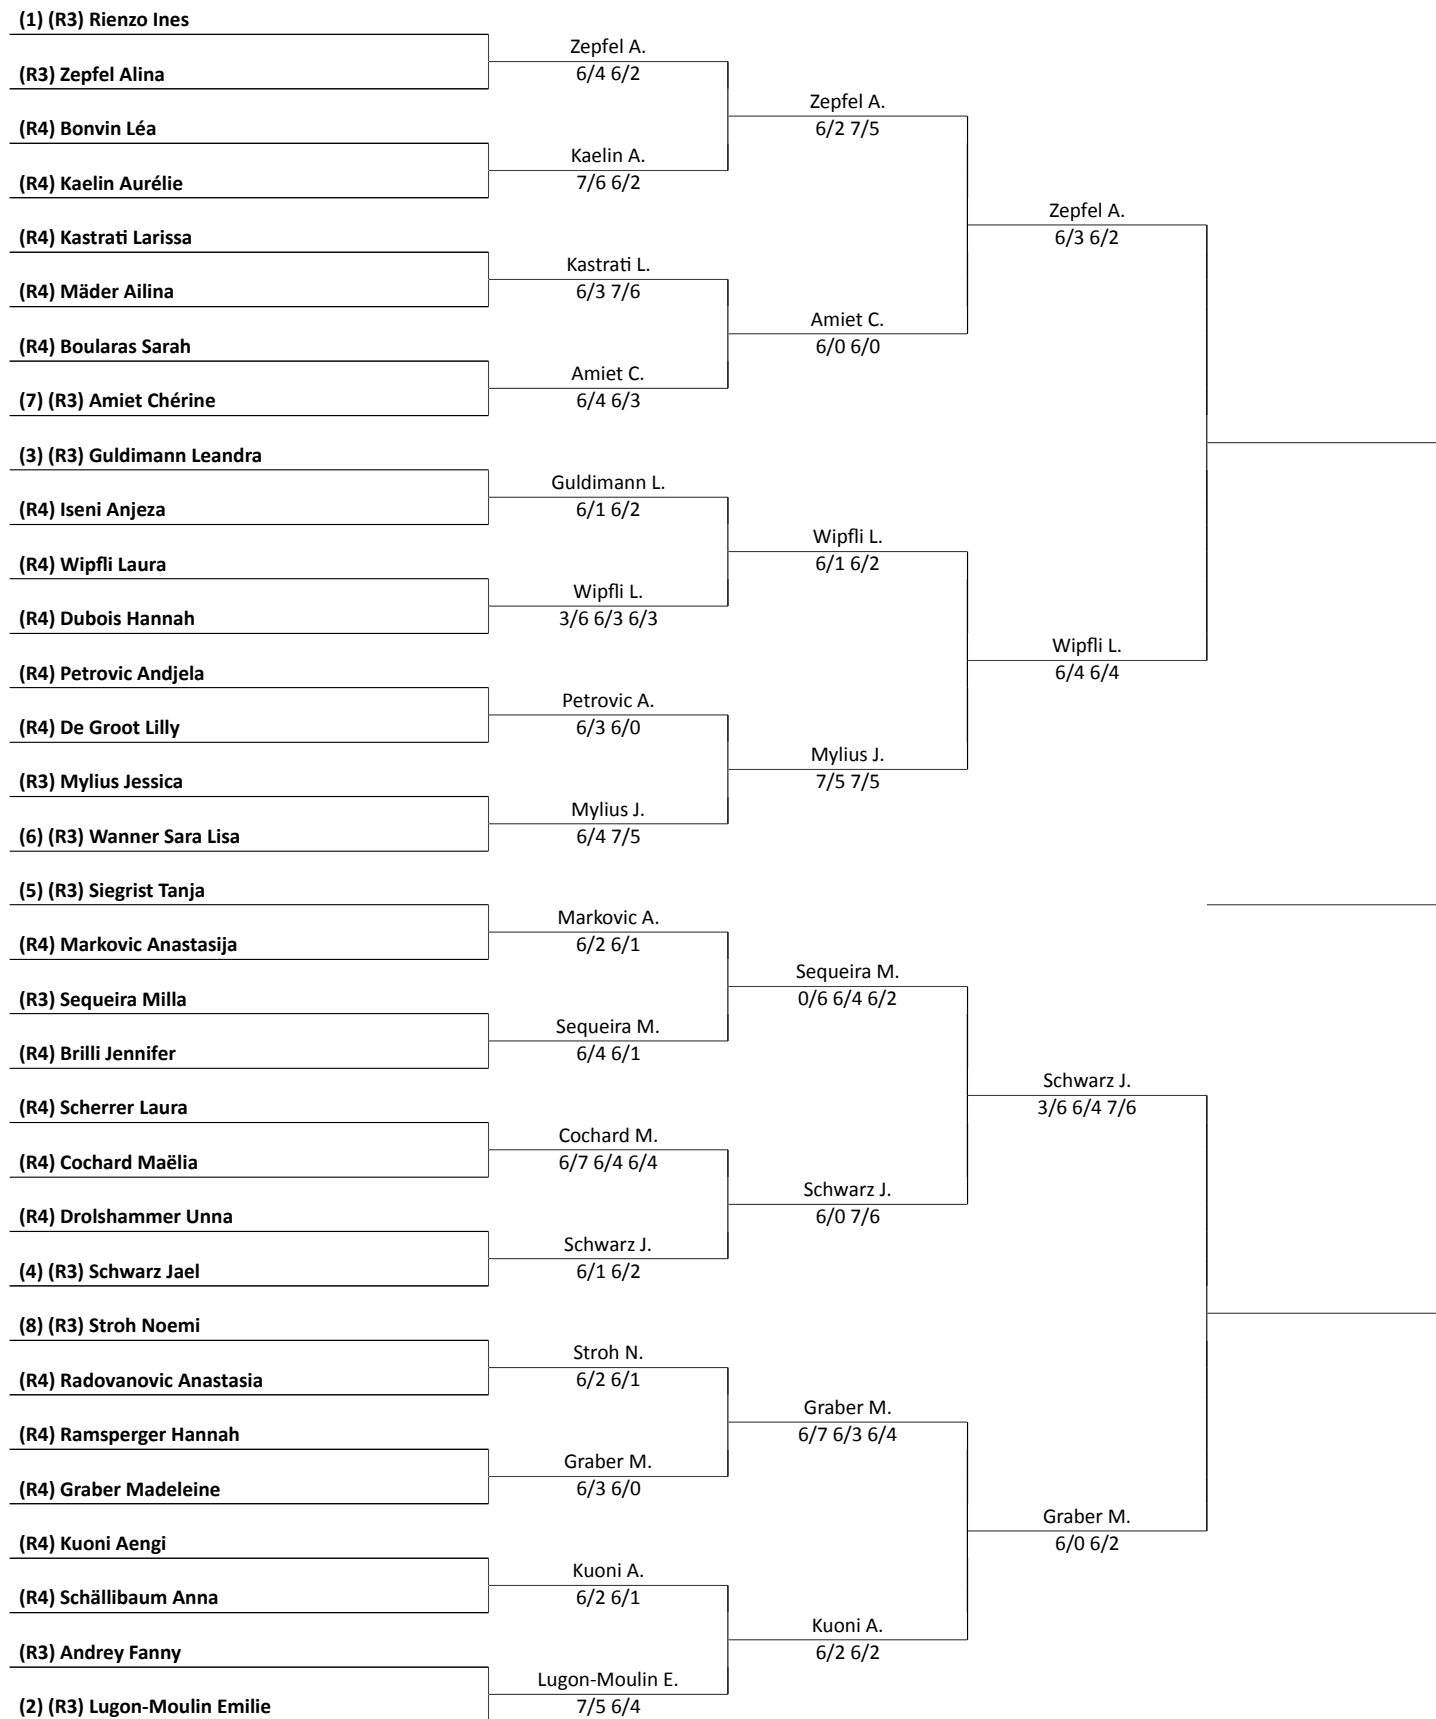 (1) (R3) Rienzo Ines
(R3) Zepfel Alina
(R4) Bonvin Léa
(R4) Kaelin Aurélie
(R4) Kastrati Larissa
(R4) Mäder Ailina
(R4) Boularas Sarah
(7) (R3) Amiet Chérine
(3) (R3) Guldimann Leandra
(R4) Iseni Anjeza
(R4) Wipfli Laura
(R4) Dubois Hannah
(R4) Petrovic Andjela
(R4) De Groot Lilly
(R3) Mylius Jessica
(6) (R3) Wanner Sara Lisa
(5) (R3) Siegrist Tanja
(R4) Markovic Anastasija
(R3) Sequeira Milla
(R4) Brilli Jennifer
(R4) Scherrer Laura
(R4) Cochard Maëlia
(R4) Drolshammer Unna
(4) (R3) Schwarz Jael
(8) (R3) Stroh Noemi
(R4) Radovanovic Anastasia
(R4) Ramsperger Hannah
(R4) Graber Madeleine
(R4) Kuoni Aengi
(R4) Schällibaum Anna
(R3) Andrey Fanny
(2) (R3) Lugon-Moulin Emilie
Zepfel A.
6/4 6/2
Kaelin A.
7/6 6/2
Kastrati L.
6/3 7/6
Amiet C.
6/4 6/3
Guldimann L.
6/1 6/2
Wipfli L.
3/6 6/3 6/3
Petrovic A.
6/3 6/0
Mylius J.
6/4 7/5
Markovic A.
6/2 6/1
Sequeira M.
6/4 6/1
Cochard M.
6/7 6/4 6/4
Schwarz J.
6/1 6/2
Stroh N.
6/2 6/1
Graber M.
6/3 6/0
Kuoni A.
6/2 6/1
Lugon-Moulin E.
7/5 6/4
Zepfel A.
6/2 7/5
Amiet C.
6/0 6/0
Wipfli L.
6/1 6/2
Mylius J.
7/5 7/5
Sequeira M.
0/6 6/4 6/2
Schwarz J.
6/0 7/6
Graber M.
6/7 6/3 6/4
Kuoni A.
6/2 6/2
Zepfel A.
6/3 6/2
Wipfli L.
6/4 6/4
Schwarz J.
3/6 6/4 7/6
Graber M.
6/0 6/2